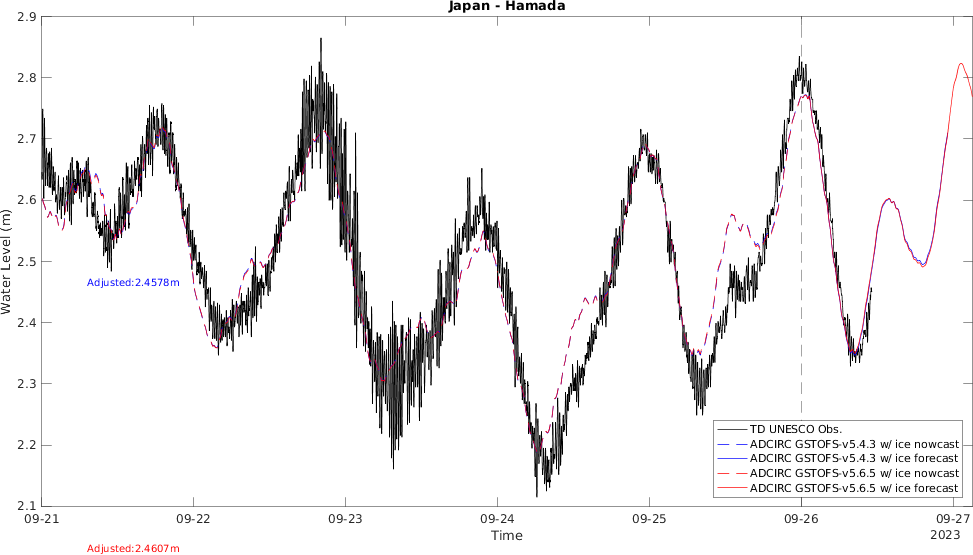 Japan - Hamada
2.9
2.8
2.7
2.6
2.5
2.4
2.3
2.2
2.1
Water Level (m)
Adjusted:2.4578m
TD UNESCO Obs.
ADCIRC GSTOFS-v5.4.3 w/ ice nowcast
ADCIRC GSTOFS-v5.4.3 w/ ice forecast
ADCIRC GSTOFS-v5.6.5 w/ ice nowcast
ADCIRC GSTOFS-v5.6.5 w/ ice forecast
09-21 09-22 09-23 09-24 09-25 09-26 09-27
Time 2023
Adjusted:2.4607m